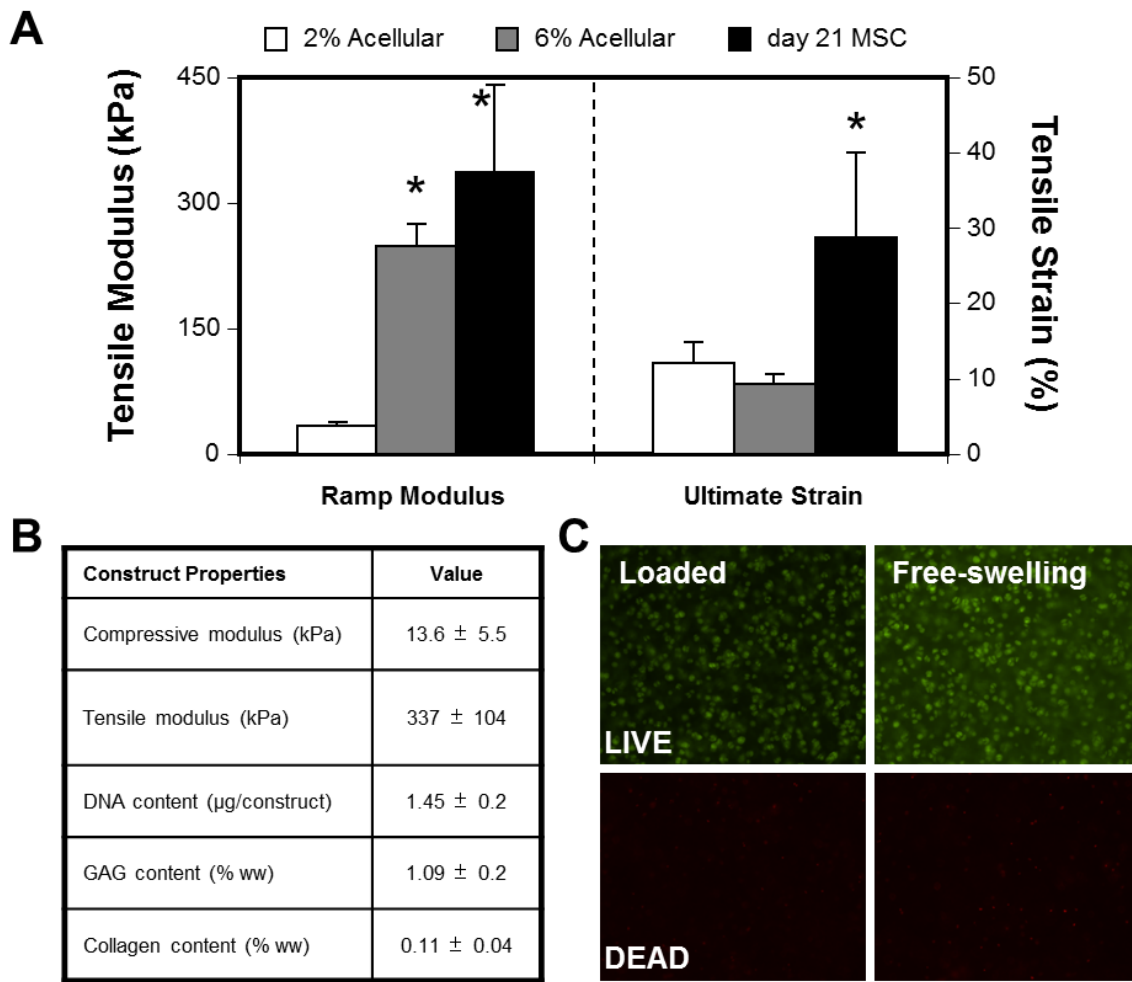 A
2% Acellular 6% Acellular day 21 MSC
Tensile Modulus (kPa)
450
300
150
0
*
*
*
50
40
30
20
10
0
Tensile Strain (%)
Ramp Modulus Ultimate Strain
B
Construct Properties Value
Compressive modulus (kPa) 13.6 ± 5.5
Tensile modulus (kPa) 337 ± 104
DNA content (µg/construct) 1.45 ± 0.2
GAG content (% ww) 1.09 ± 0.2
Collagen content (% ww) 0.11 ± 0.04
C
Loaded Free-swelling
LIVE
DEAD